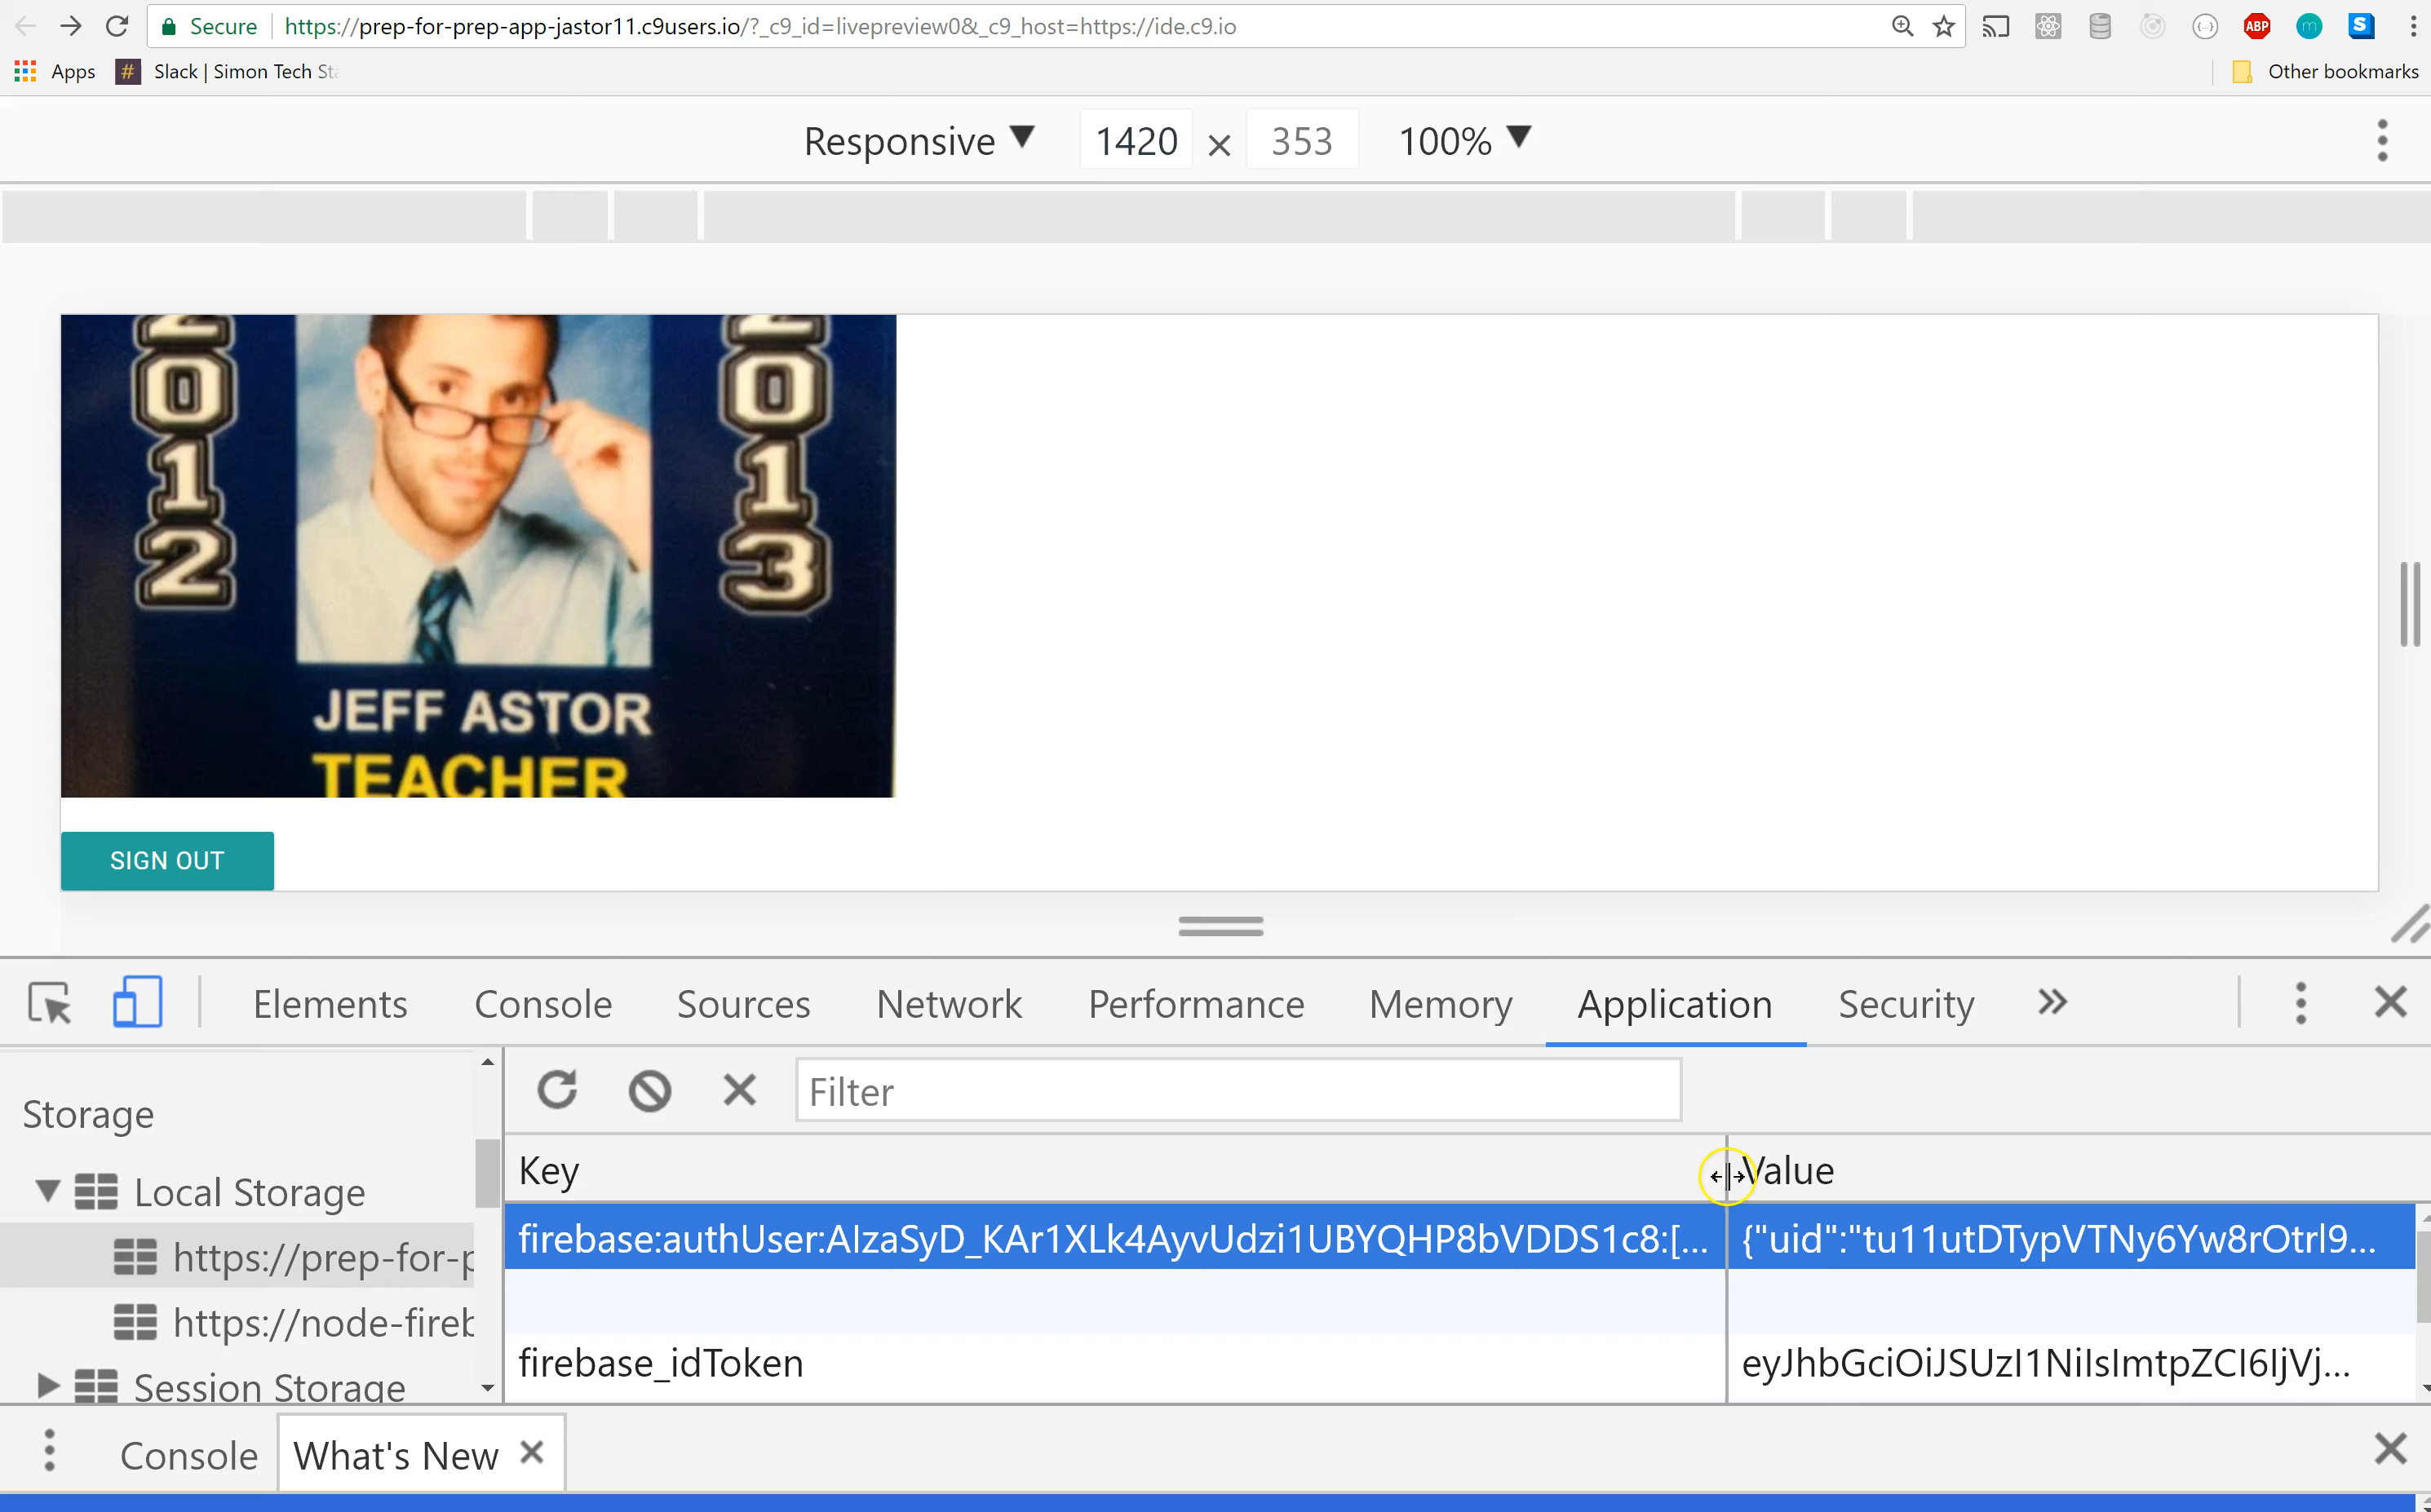 Secure https://prep-for-prep-app-jastor11.c9users.io/?_c9_id=livepreview0&_c9_host=https://ide.c9.io ABP m S
Apps # Slack | Simon Tech Sta Other bookmarks
Responsive 1420 × 353 100%
2012 2013
JEFF ASTOR
TEACHER
SIGN OUT
Elements Console Sources Network Performance Memory Application Security »
Filter
Storage
Key Value
Local Storage
firebase:authUser:AIzaSyD_KAr1XLk4AyvUdzi1UBYQHP8bVDDS1c8:[... {"uid":"tu11utDTypVTNy6Yw8rOtrl9...
https://prep-for-p
https://node-fireb
firebase_idToken eyJhbGciOiJSUzI1NiIsImtpZCI6IjVj...
Session Storage
Console What's New